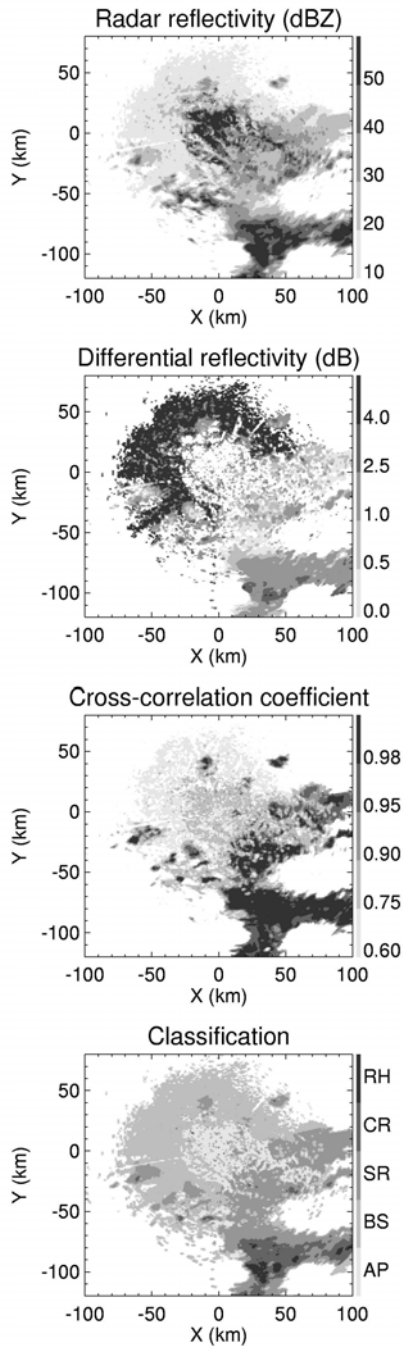 Radar reflectivity (dBZ)
50
0
-50
-100
Y (km)
-100 -50 0 50 100
X (km)
50
40
30
20
10
Differential reflectivity (dB)
50
0
-50
-100
Y (km)
-100 -50 0 50 100
X (km)
4.0
2.5
1.0
0.5
0.0
Cross-correlation coefficient
50
0
-50
-100
Y (km)
-100 -50 0 50 100
X (km)
0.98
0.95
0.90
0.75
0.60
Classification
50
0
-50
-100
Y (km)
-100 -50 0 50 100
X (km)
RH
CR
SR
BS
AP